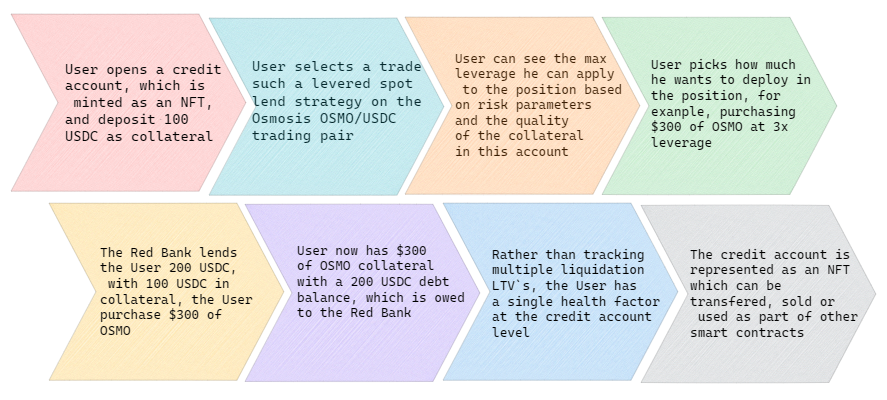 User opens a credit
account, which is
minted as an NFT,
and deposit 100
USDC as collateral
User selects a trade
such a levered spot
lend strategy on the
Osmosis OSMO/USDC
trading pair
User can see the max
leverage he can apply
to the position based
on risk parameters
and the quality
of the collateral
in this account
User picks how much
he wants to deploy in
the position, for
exanple, purchasing
$300 of OSMO at 3x
leverage
The Red Bank lends
the User 200 USDC,
with 100 USDC in
collateral, the User
purchase $300 of
OSMO
User now has $300
of OSMO collateral
with a 200 USDC debt
balance, which is owed
to the Red Bank
Rather than tracking
multiple liquidation
LTV`s, the User has
a single health factor
at the credit account
level
The credit account is
represented as an NFT
which can be
transfered, sold or
used as part of other
smart contracts